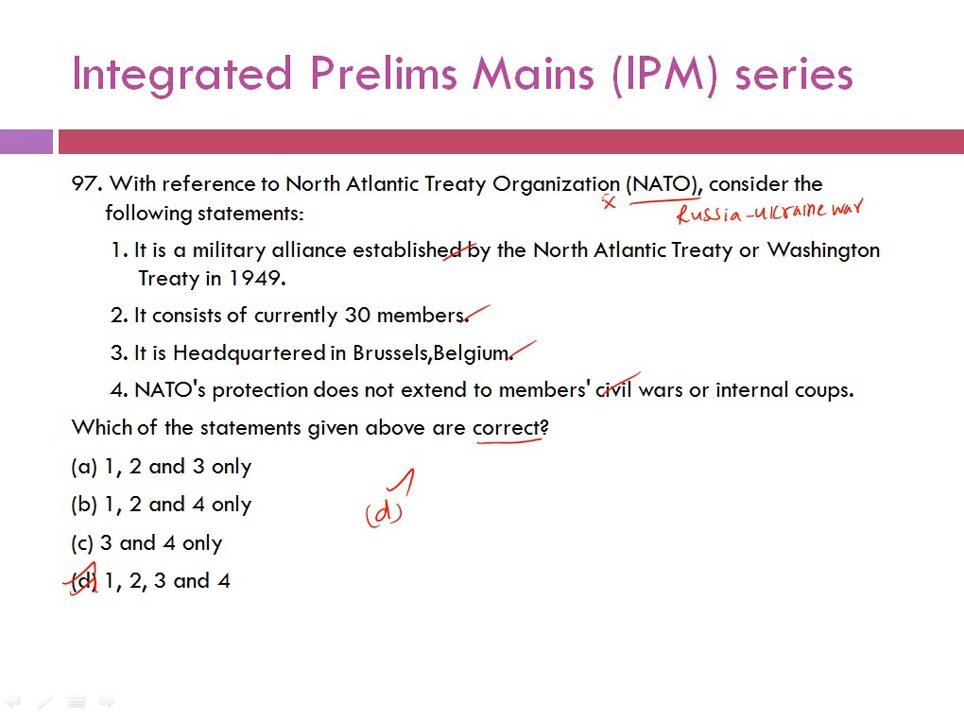 Integrated Prelims Mains (IPM) series
97. With reference to North Atlantic Treaty Organization (NATO), consider the
Russia-Ukraine war
following statements:
1. It is a military alliance established by the North Atlantic Treaty or Washington
Treaty in 1949.
2. It consists of currently 30 members.
3. It is Headquartered in Brussels,Belgium.
4. NATO's protection does not extend to members' civil wars or internal coups.
Which of the statements given above are correct?
(a) 1, 2 and 3 only
(b) 1, 2 and 4 only
(d)
(c) 3 and 4 only
(d) 1, 2, 3 and 4